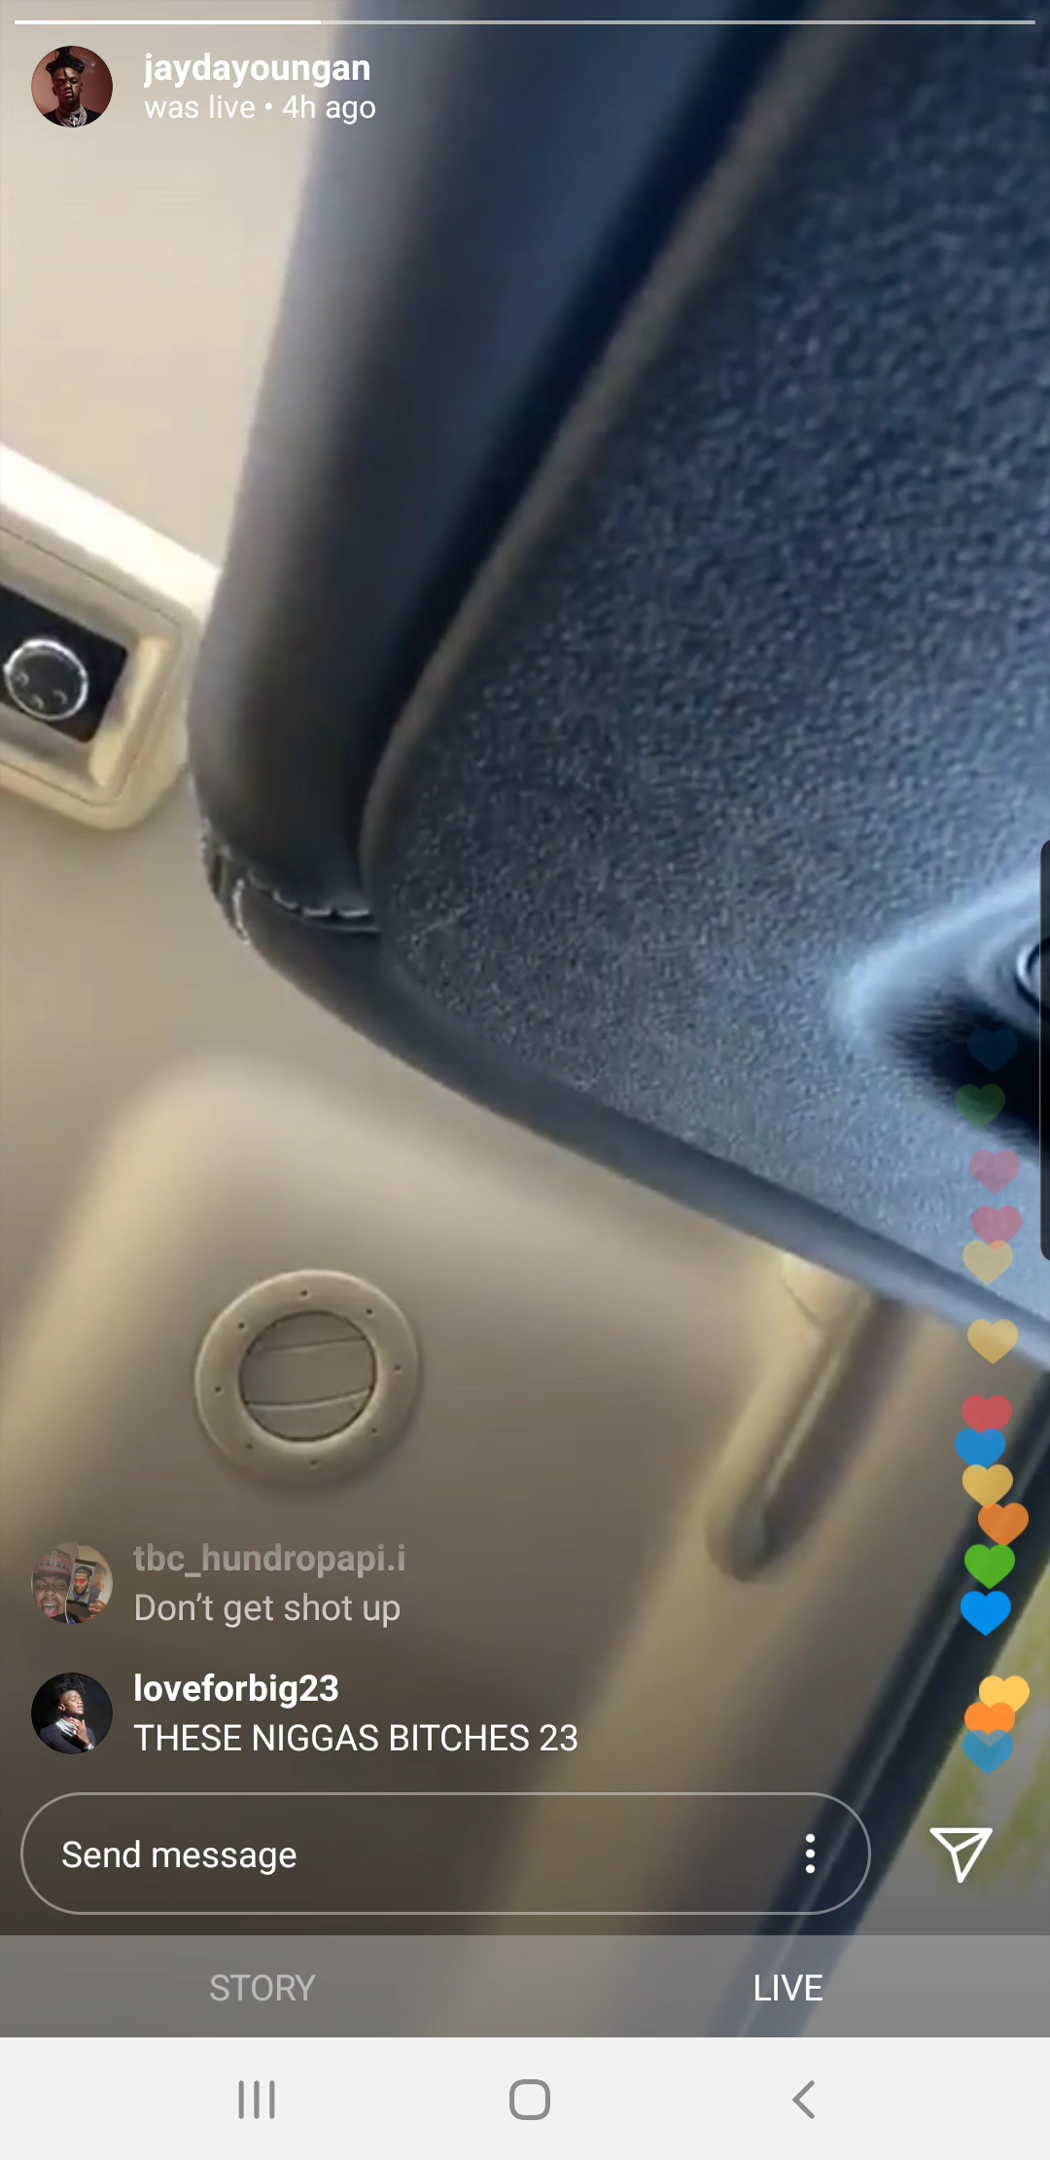 jaydayoungan
was live • 4h ago
tbc_hundropapi.i
Don’t get shot up
loveforbig23
THESE NIGGAS BITCHES 23
Send message
STORY
LIVE